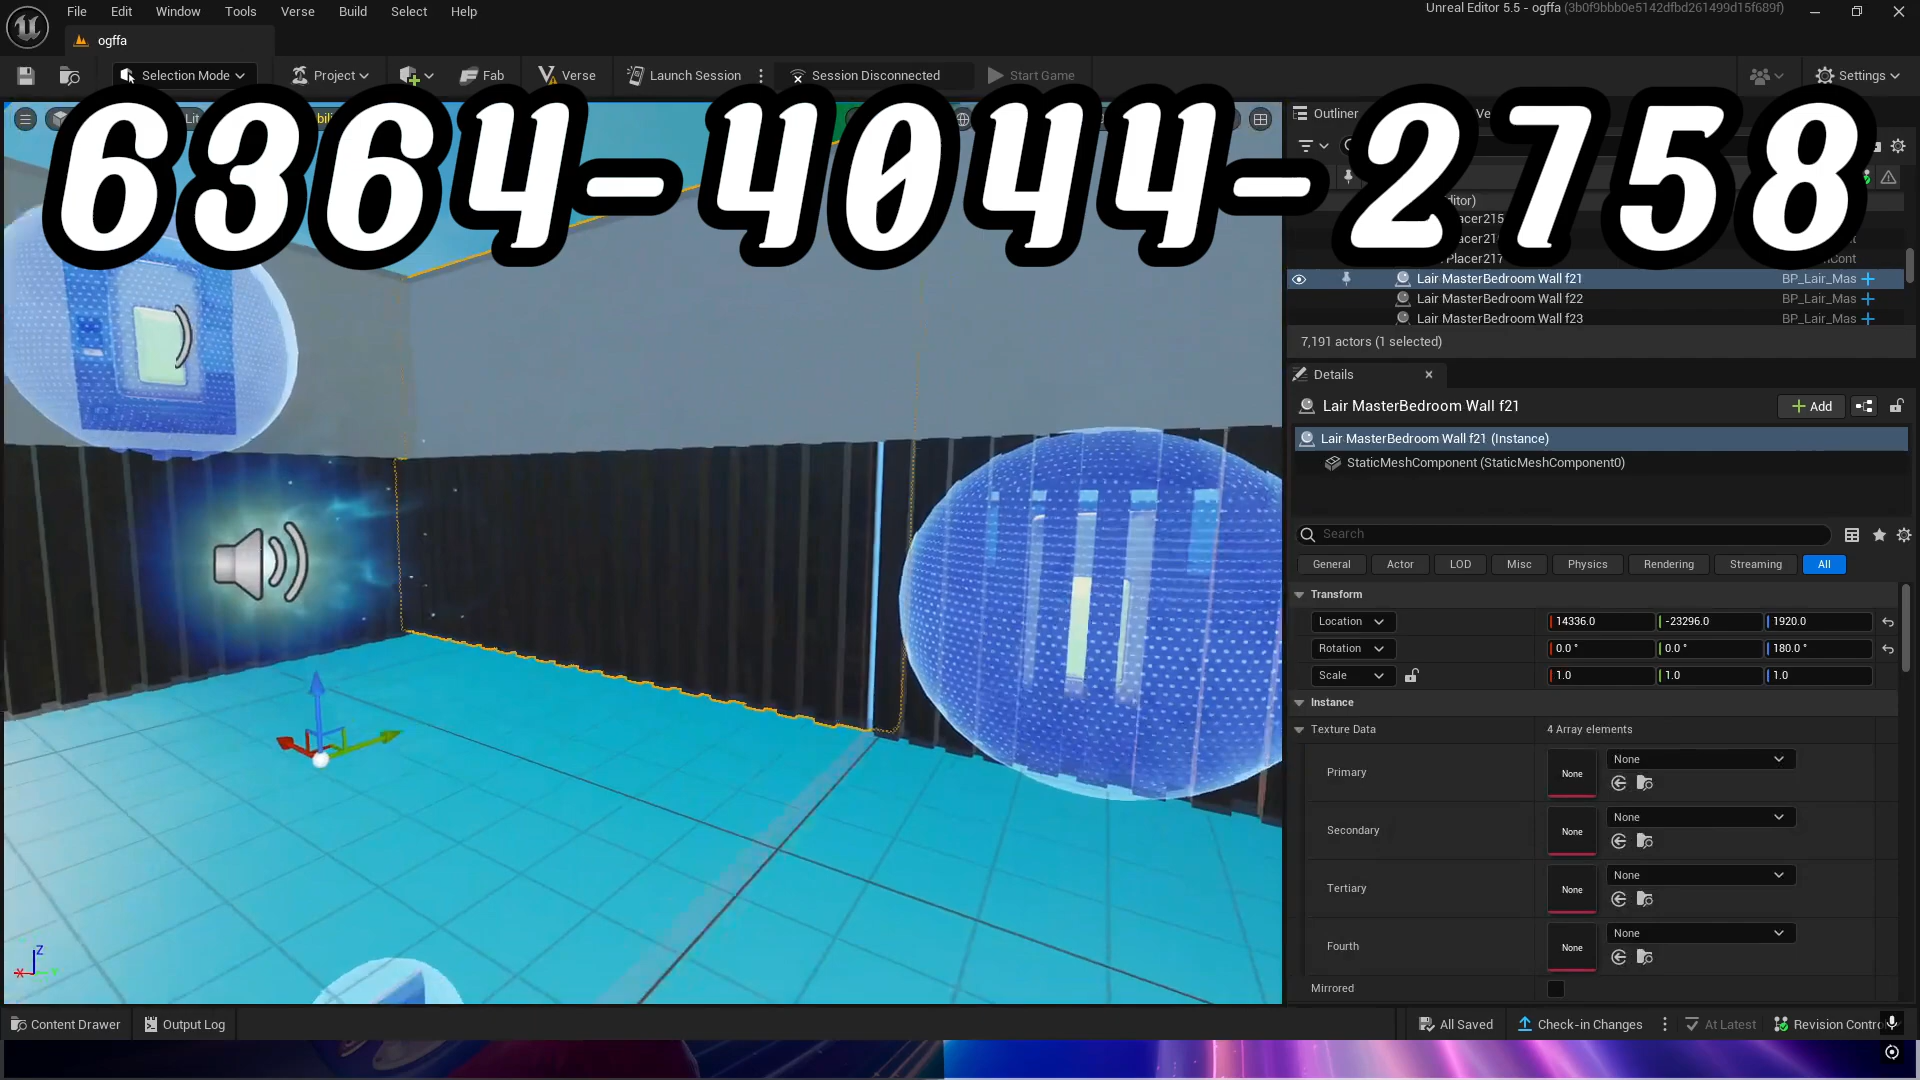 File Edit Window Tools Verse Build Select Help
Unreal Editor 5.5 - ogffa (3b0f9bbb0e5142dfbd261499d15f689f)
ogffa
Selection Mode Project Fab Verse Launch Session Session Disconnected Start Game Settings
6364-4044-2758
Outliner
Lair MasterBedroom Wall f21 BP_Lair_Mas
Lair MasterBedroom Wall f22 BP_Lair_Mas
Lair MasterBedroom Wall f23 BP_Lair_Mas
7,191 actors (1 selected)
Details
Lair MasterBedroom Wall f21 Add
Lair MasterBedroom Wall f21 (Instance)
StaticMeshComponent (StaticMeshComponent0)
Search
General Actor LOD Misc Physics Rendering Streaming All
Transform
Location 14336.0 -23296.0 1920.0
Rotation 0.0 ° 0.0 ° 180.0 °
Scale 1.0 1.0 1.0
Instance
Texture Data 4 Array elements
Primary None None
Secondary None None
Tertiary None None
Fourth None None
Mirrored
Z
X Y
Content Drawer Output Log All Saved Check-in Changes At Latest Revision Contro